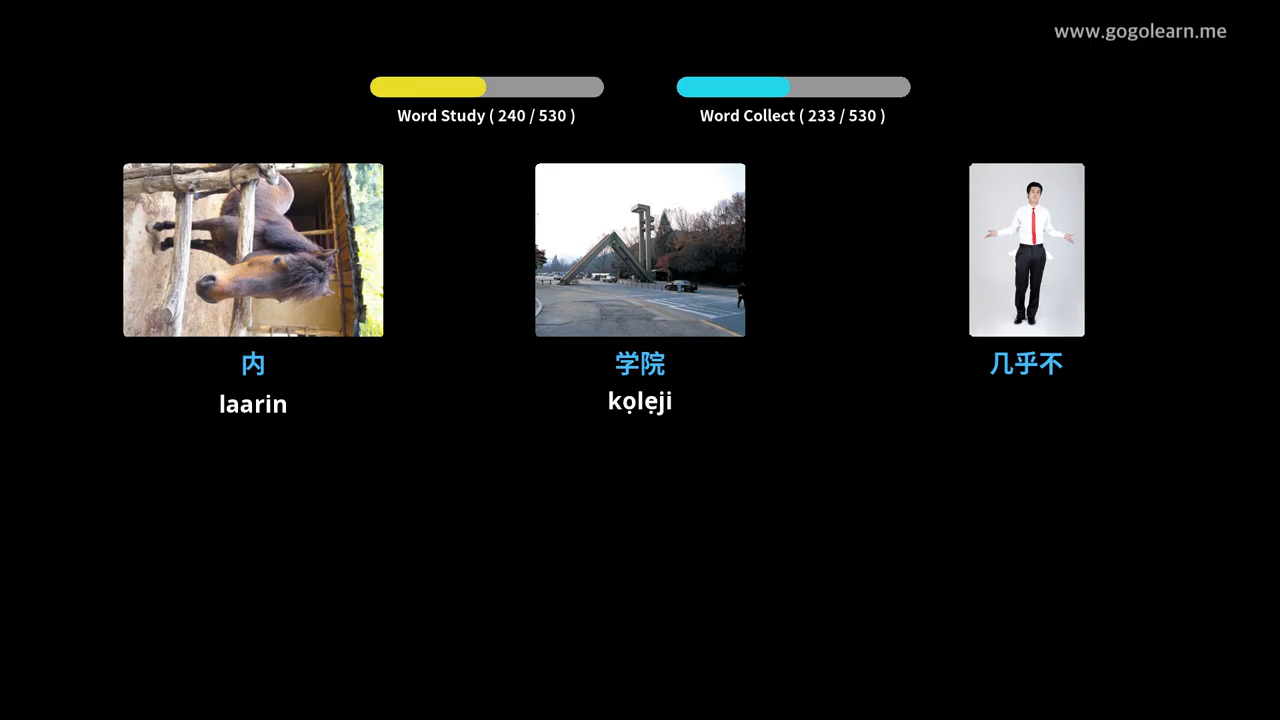 www.gogolearn.me
Word Study ( 240 / 530 )
Word Collect ( 233 / 530 )
内
学院
几乎不
laarin
kọlẹji